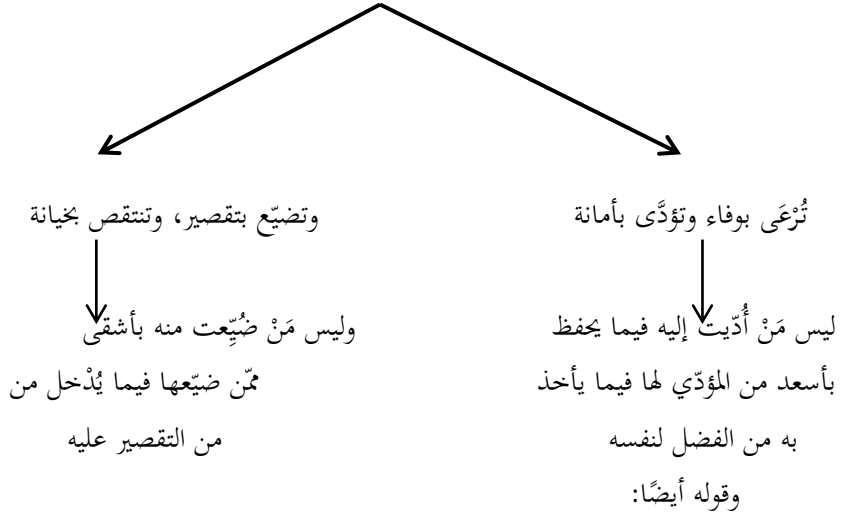 تُرْعَى بوفاء وتؤدَّى بأمانة
ليس مَنْ أُدّيت إليه فيما يحفظ
بأسعد من المؤدّي لها فيما يأخذ
به من الفضل لنفسه
وقوله أيضًا:
وتضيّع بتقصير، وتنتقص بخيانة
وليس مَنْ ضُيِّعت منه بأشقى
ممّن ضيّعها فيما يُدْخل من
من التقصير عليه